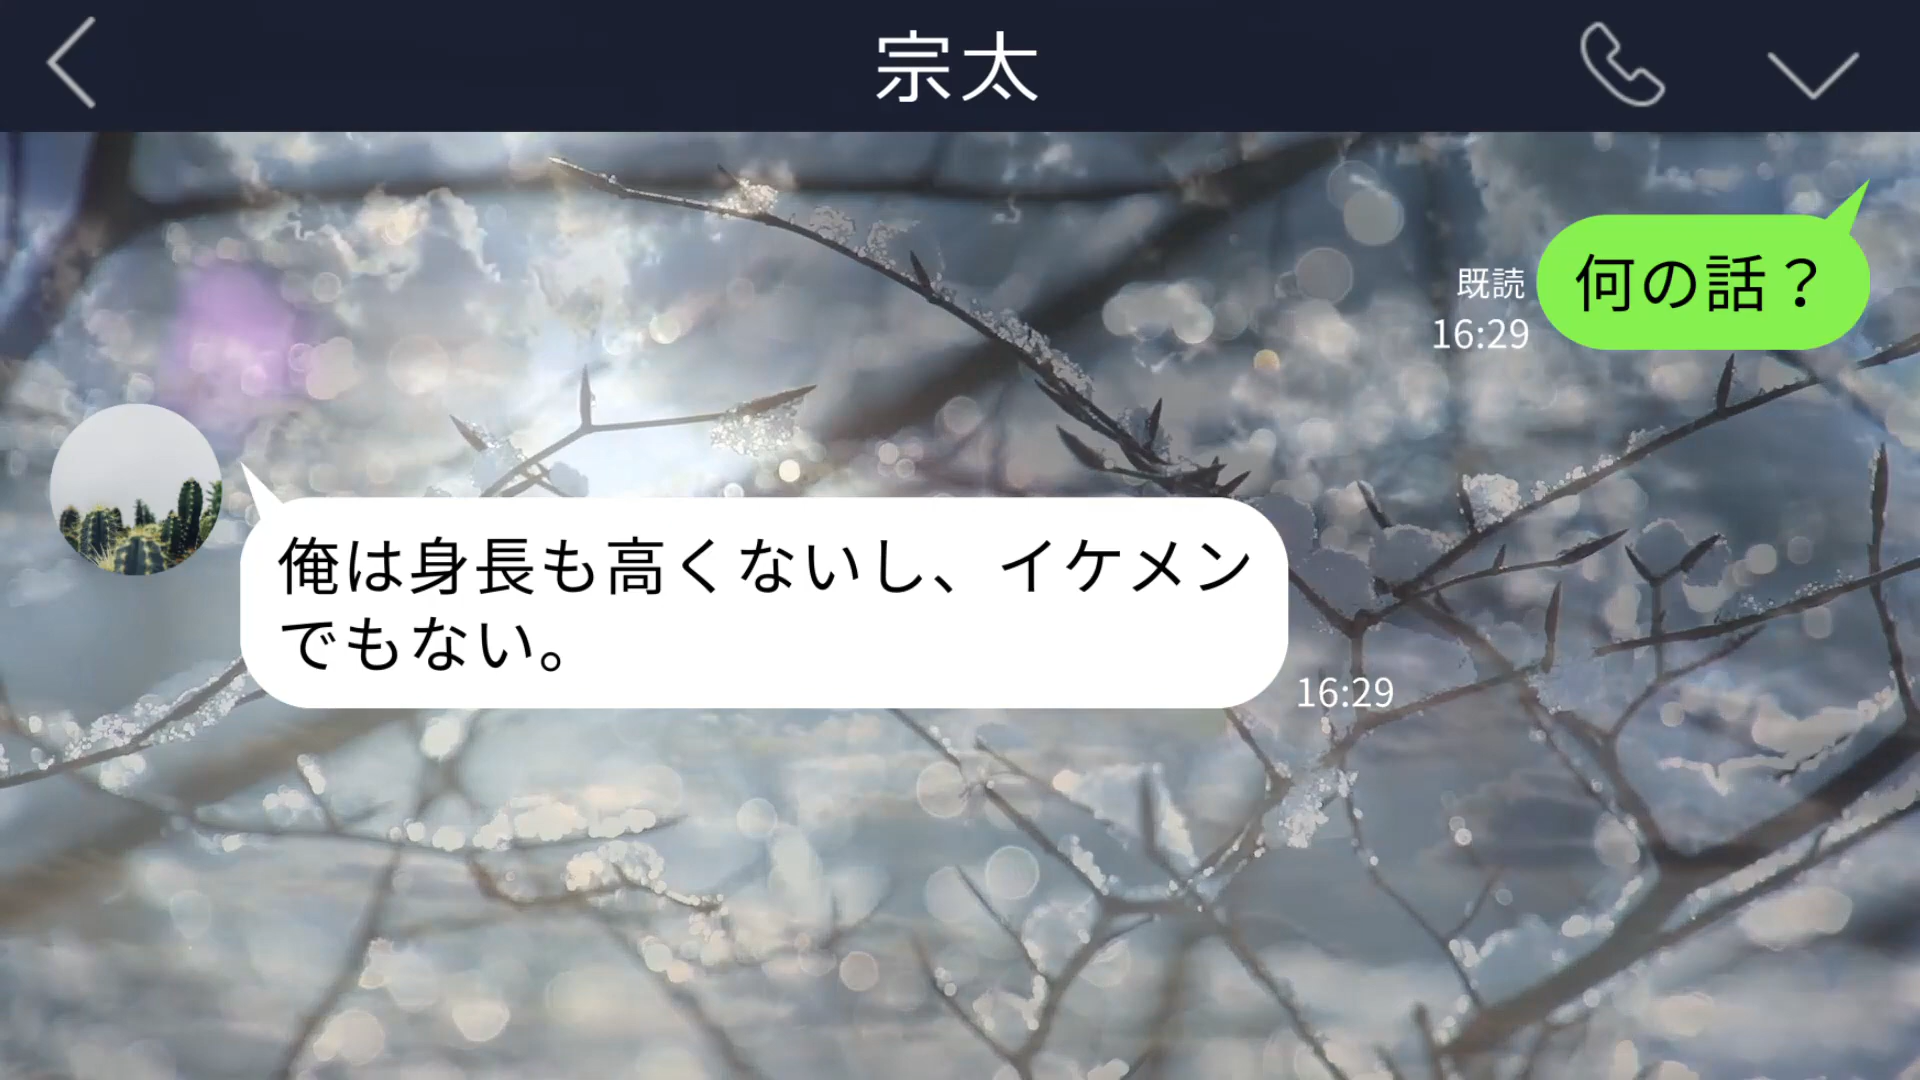 宗太
何の話？
既読
16:29
俺は身長も高くないし、イケメン
でもない。
16:29